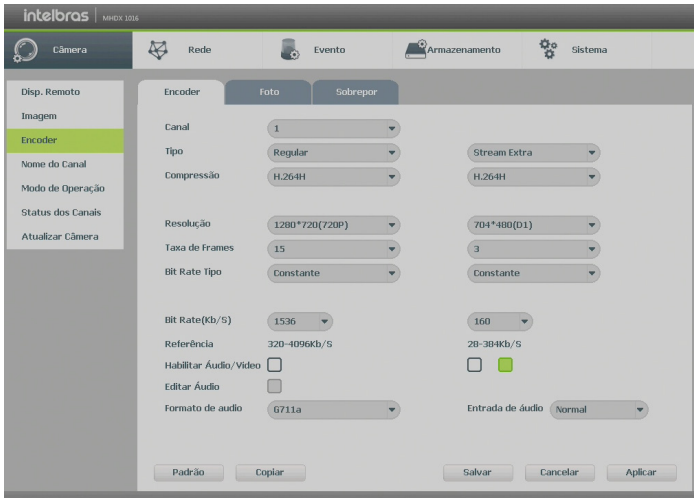 intelbras MHDX 1016
Câmera Rede Evento Armazenamento Sistema
Disp. Remoto
Imagem
Encoder
Nome do Canal
Modo de Operação
Status dos Canais
Atualizar Câmera
Encoder Foto Sobrepor
Canal 1
Tipo Regular Stream Extra
Compressão H.264H H.264H
Resolução 1280*720(720P) 704*480(D1)
Taxa de Frames 15 3
Bit Rate Tipo Constante Constante
Bit Rate(Kb/S) 1536 160
Referência 320-4096Kb/S 28-384Kb/S
Habilitar Áudio/Video
Editar Áudio
Formato de audio G711a Entrada de áudio Normal
Padrão Copiar Salvar Cancelar Aplicar